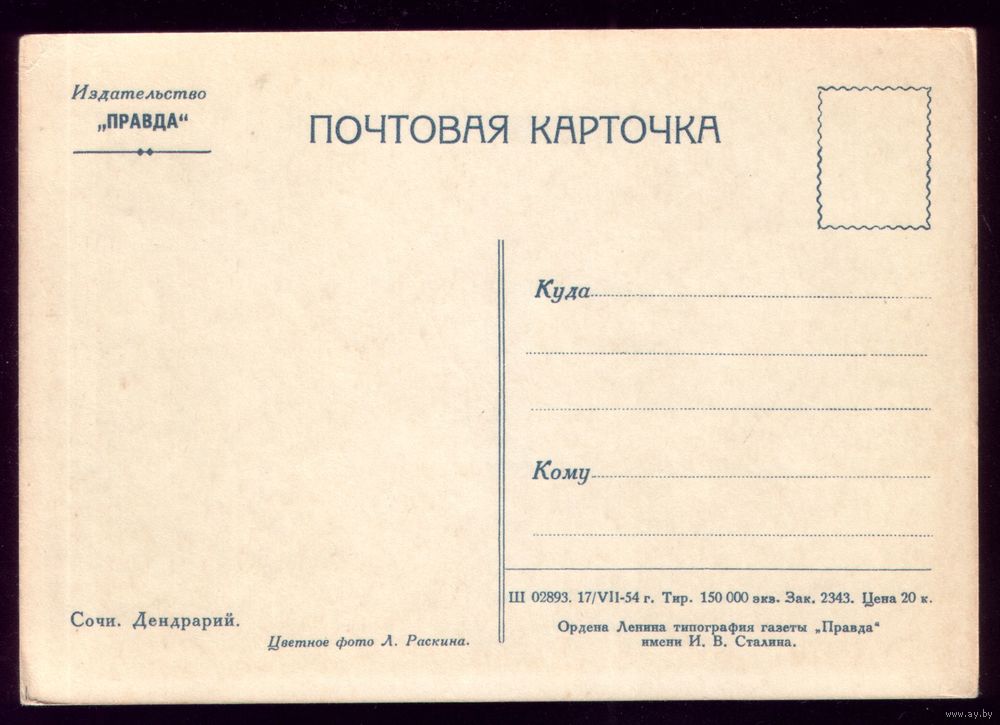 Издательство
„ПРАВДА“
ПОЧТОВАЯ КАРТОЧКА
Куда
Кому
Сочи. Дендрарий.
Цветное фото Л. Раскина.
Ш 02893. 17/VII-54 г. Тир. 150 000 экз. Зак. 2343. Цена 20 к.
Ордена Ленина типография газеты „Правда“
имени И. В. Сталина.
www.ay.by